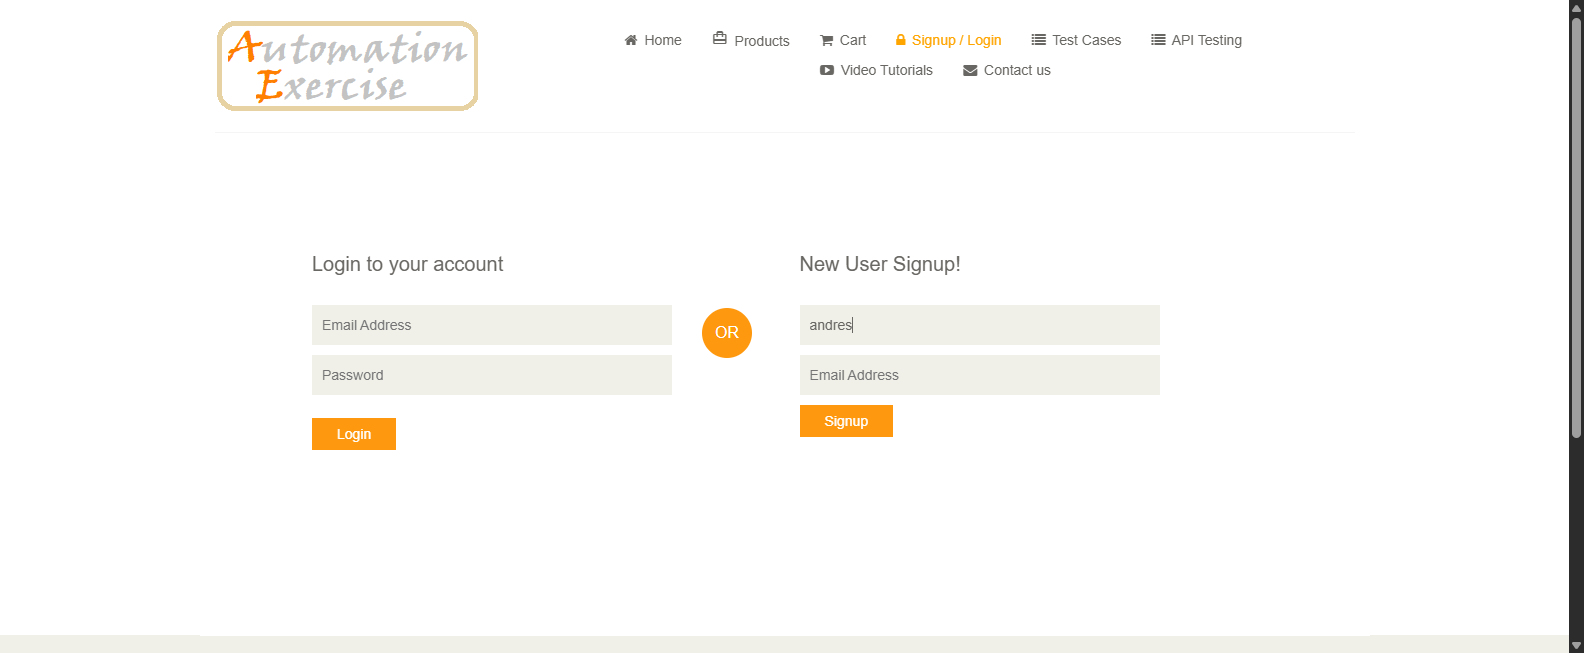 Automation
Exercise
Home
Products
Cart
Signup / Login
Test Cases
API Testing
Video Tutorials
Contact us
Login to your account
Email Address
Password
Login
OR
New User Signup!
andres
Email Address
Signup